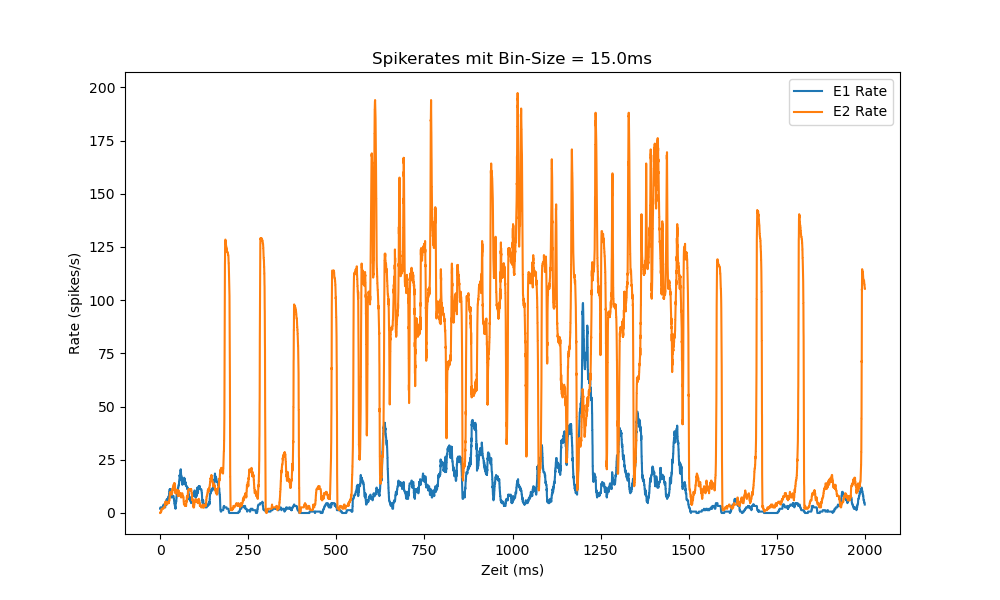 Spikerates mit Bin-Size = 15.0ms
E1 Rate
E2 Rate
Rate (spikes/s)
200
175
150
125
100
75
50
25
0
0 250 500 750 1000 1250 1500 1750 2000
Zeit (ms)